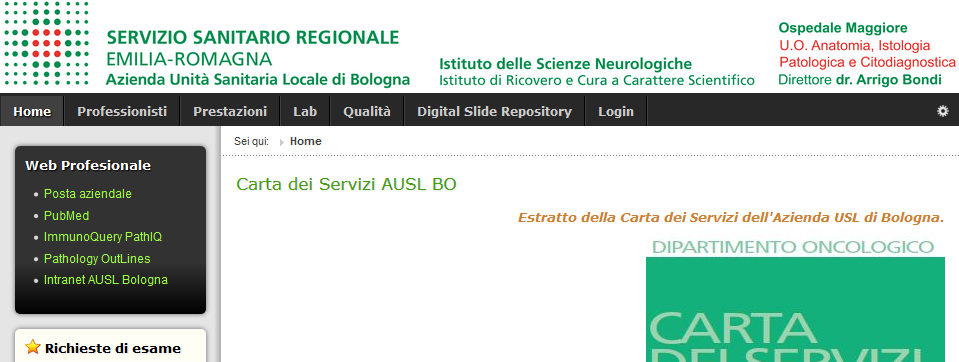 SERVIZIO SANITARIO REGIONALE
EMILIA-ROMAGNA
Azienda Unità Sanitaria Locale di Bologna
Istituto delle Scienze Neurologiche
Istituto di Ricovero e Cura a Carattere Scientifico
Ospedale Maggiore
U.O. Anatomia, Istologia
Patologica e Citodiagnostica
Direttore dr. Arrigo Bondi
Home Professionisti Prestazioni Lab Qualità Digital Slide Repository Login
Sei qui: Home
Web Profesionale
Posta aziendale
PubMed
ImmunoQuery PathIQ
Pathology OutLines
Intranet AUSL Bologna
Richieste di esame
Carta dei Servizi AUSL BO
Estratto della Carta dei Servizi dell'Azienda USL di Bologna.
DIPARTIMENTO ONCOLOGICO
CARTA
DEI SERVIZI